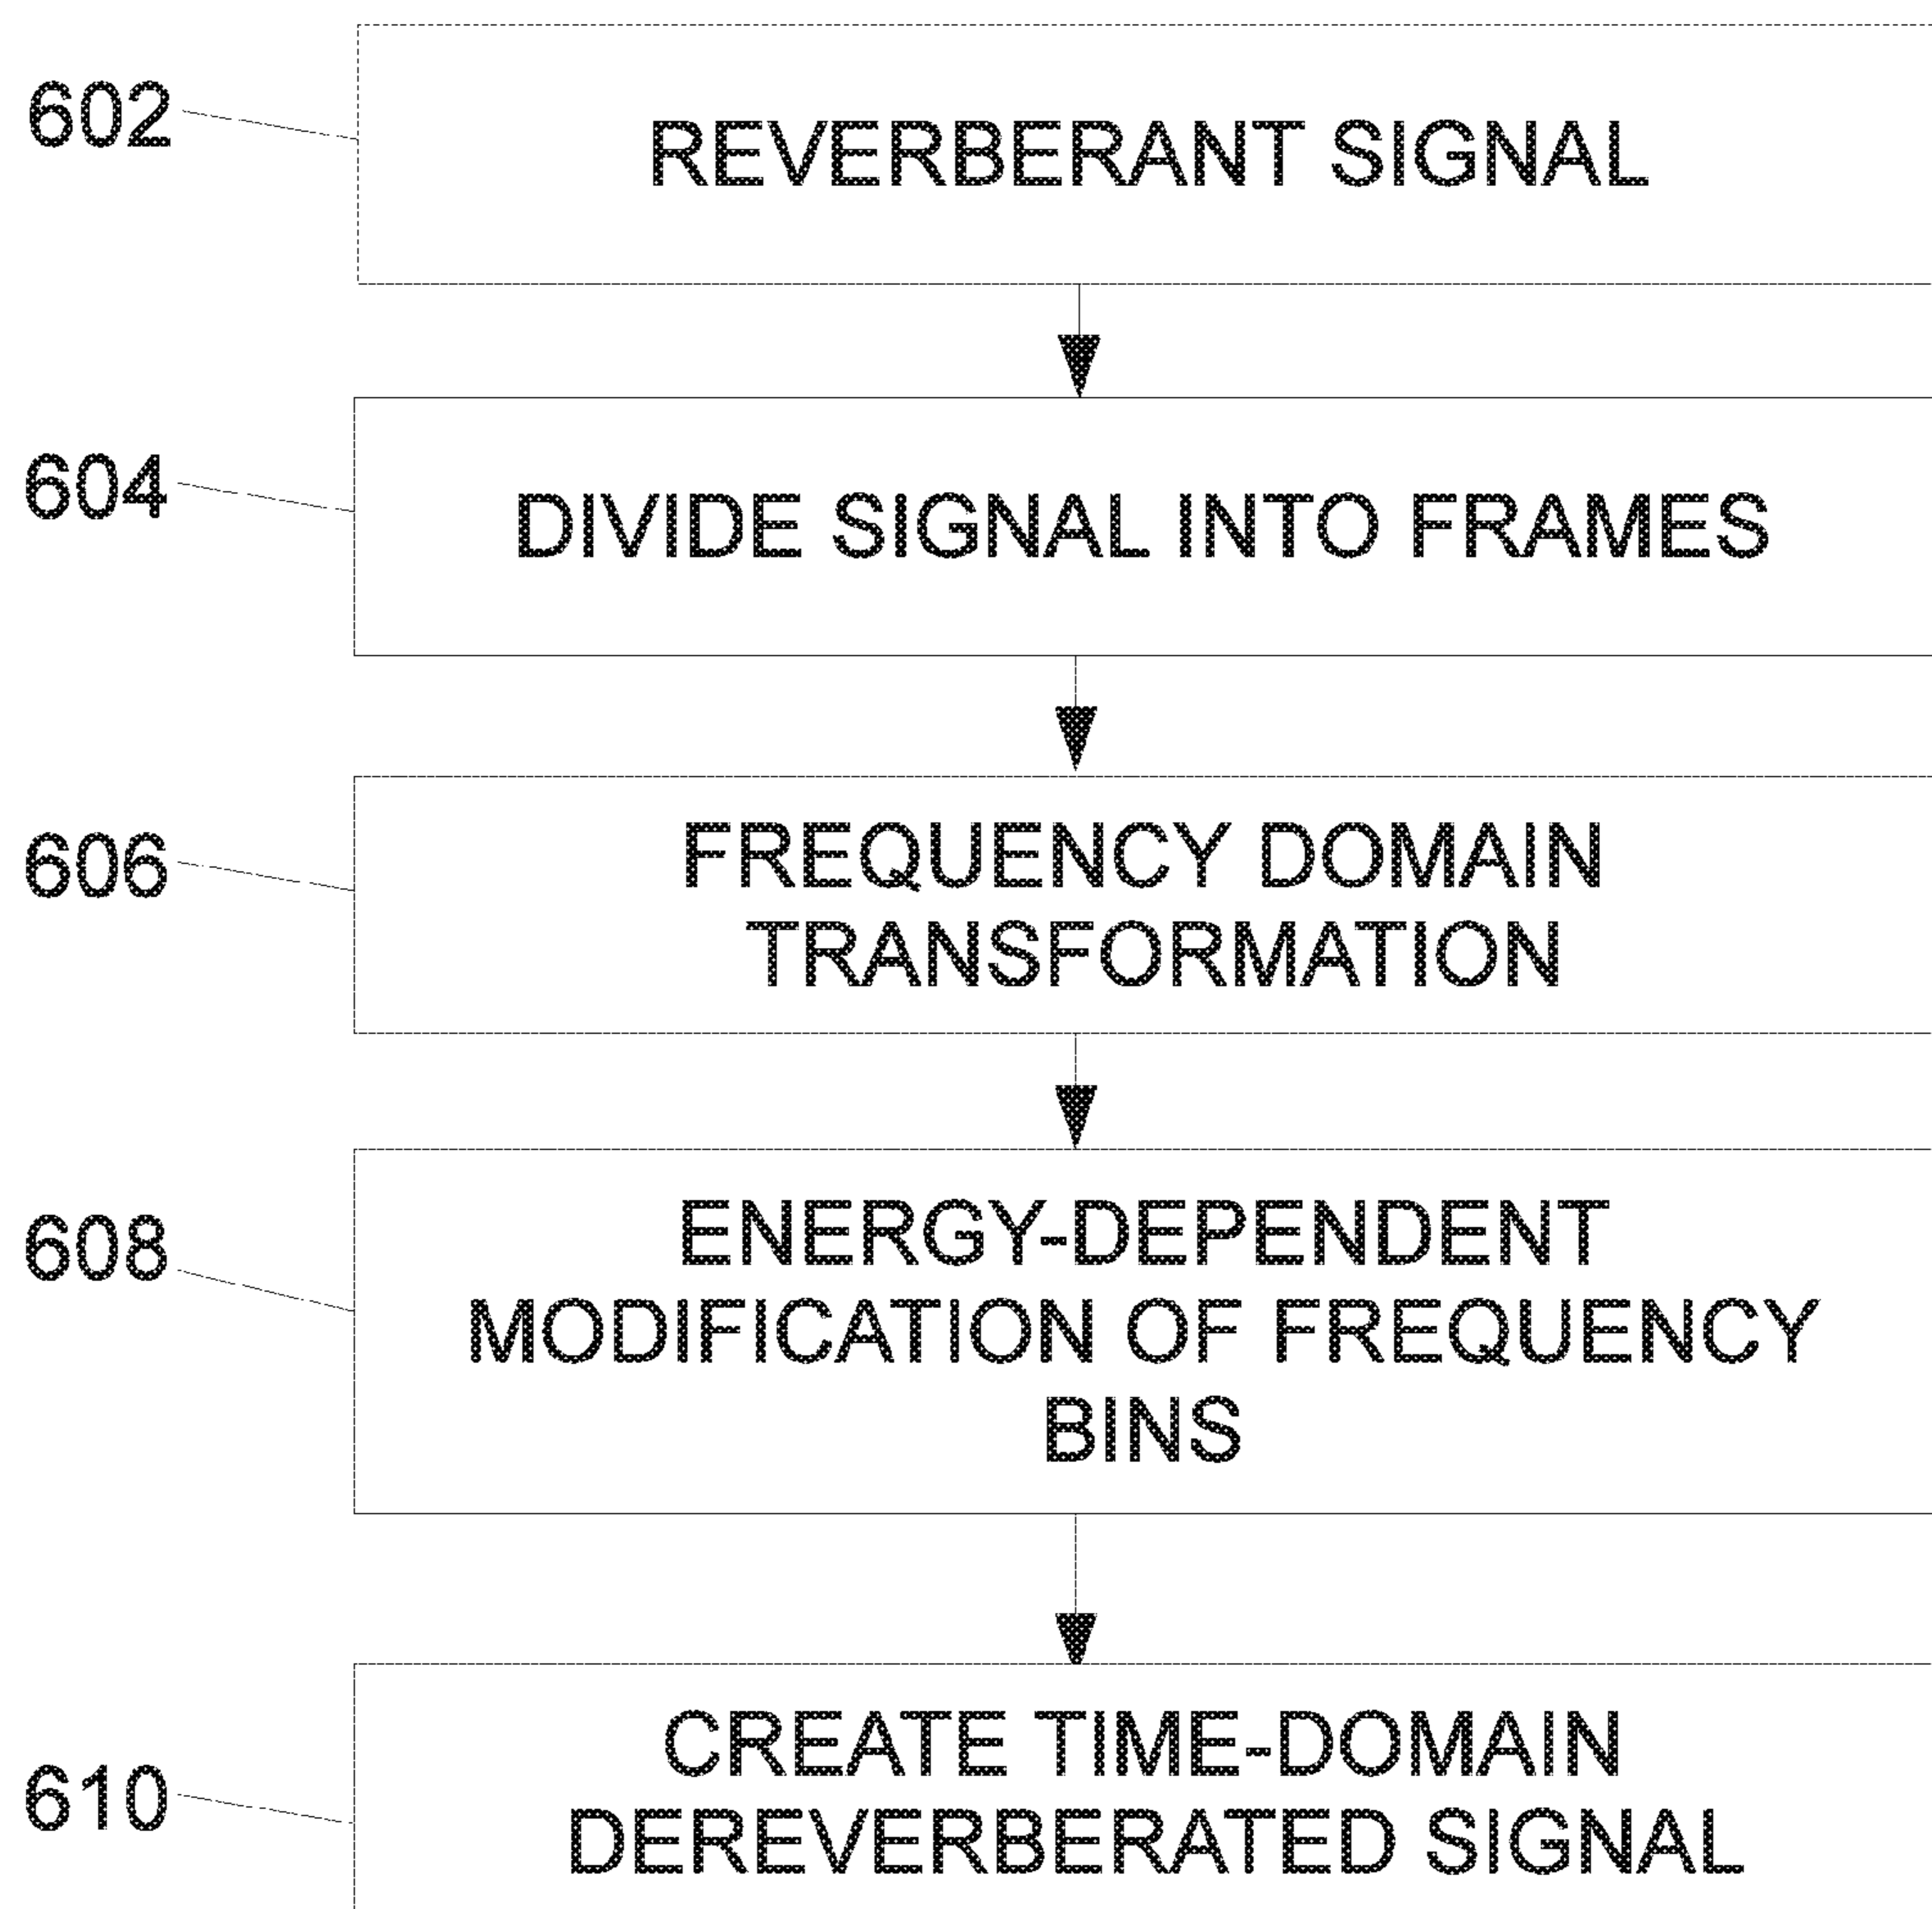 602
REVERBERANT SIGNAL
604
DIVIDE SIGNAL INTO FRAMES
606
FREQUENCY DOMAIN
TRANSFORMATION
608
ENERGY-DEPENDENT
MODIFICATION OF FREQUENCY
BINS
610
CREATE TIME-DOMAIN
DEREVERBERATED SIGNAL